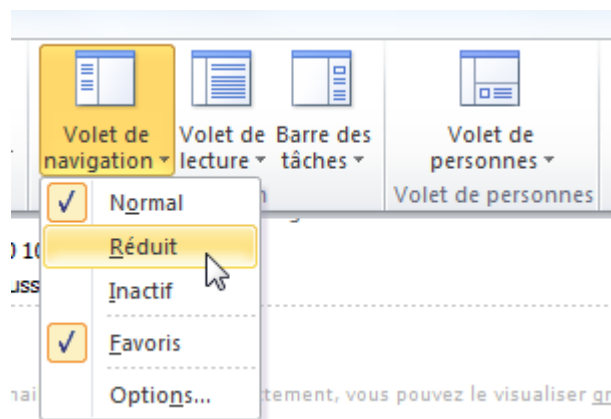 Volet de navigation
Volet de lecture
Barre des tâches
Volet de personnes
Volet de personnes
Normal
Réduit
Inactif
Favoris
Options...
vous pouvez le visualiser